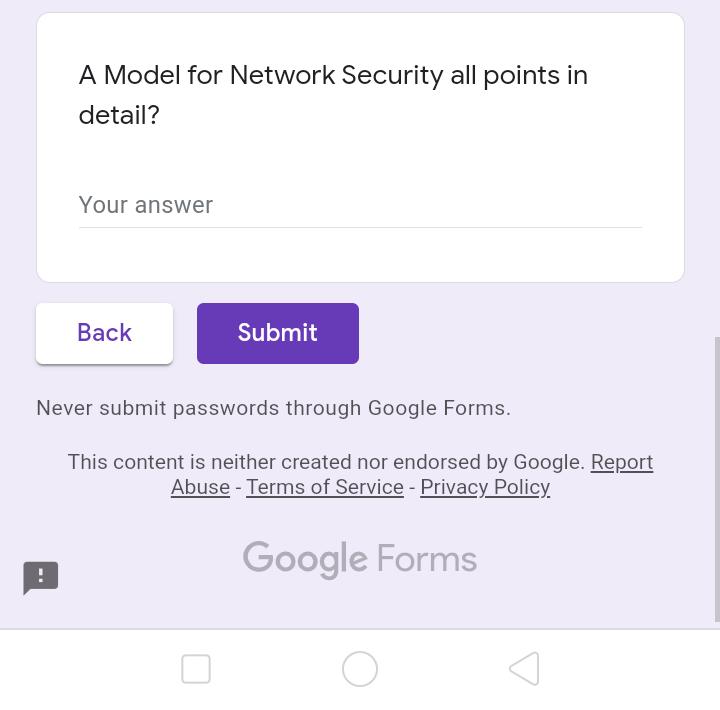 A Model for Network Security all points in
detail?
Your answer
Back
Submit
Never submit passwords through Google Forms.
This content is neither created nor endorsed by Google. Report
Abuse - Terms of Service - Privacy Policy
Google Forms